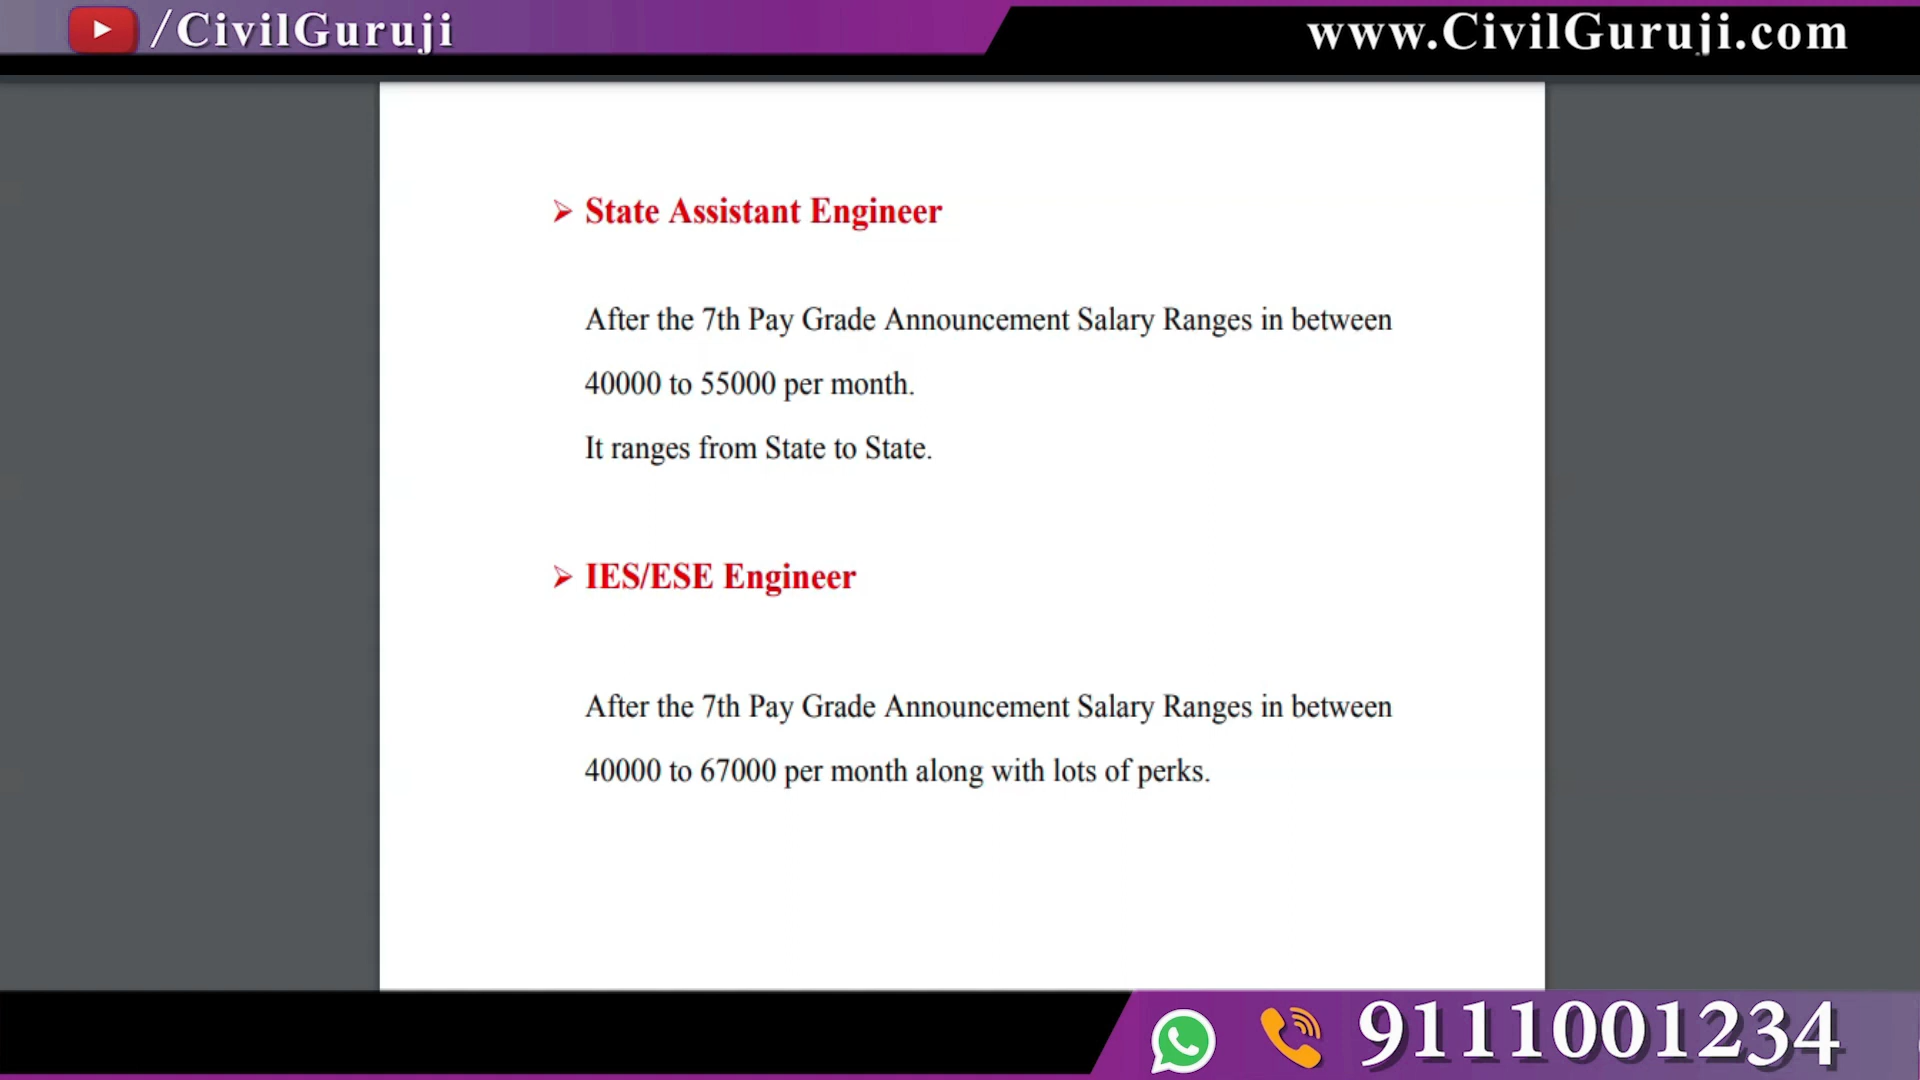 /CivilGuruji
www.CivilGuruji.com
➢ State Assistant Engineer
After the 7th Pay Grade Announcement Salary Ranges in between
40000 to 55000 per month.
It ranges from State to State.
➢ IES/ESE Engineer
After the 7th Pay Grade Announcement Salary Ranges in between
40000 to 67000 per month along with lots of perks.
9111001234